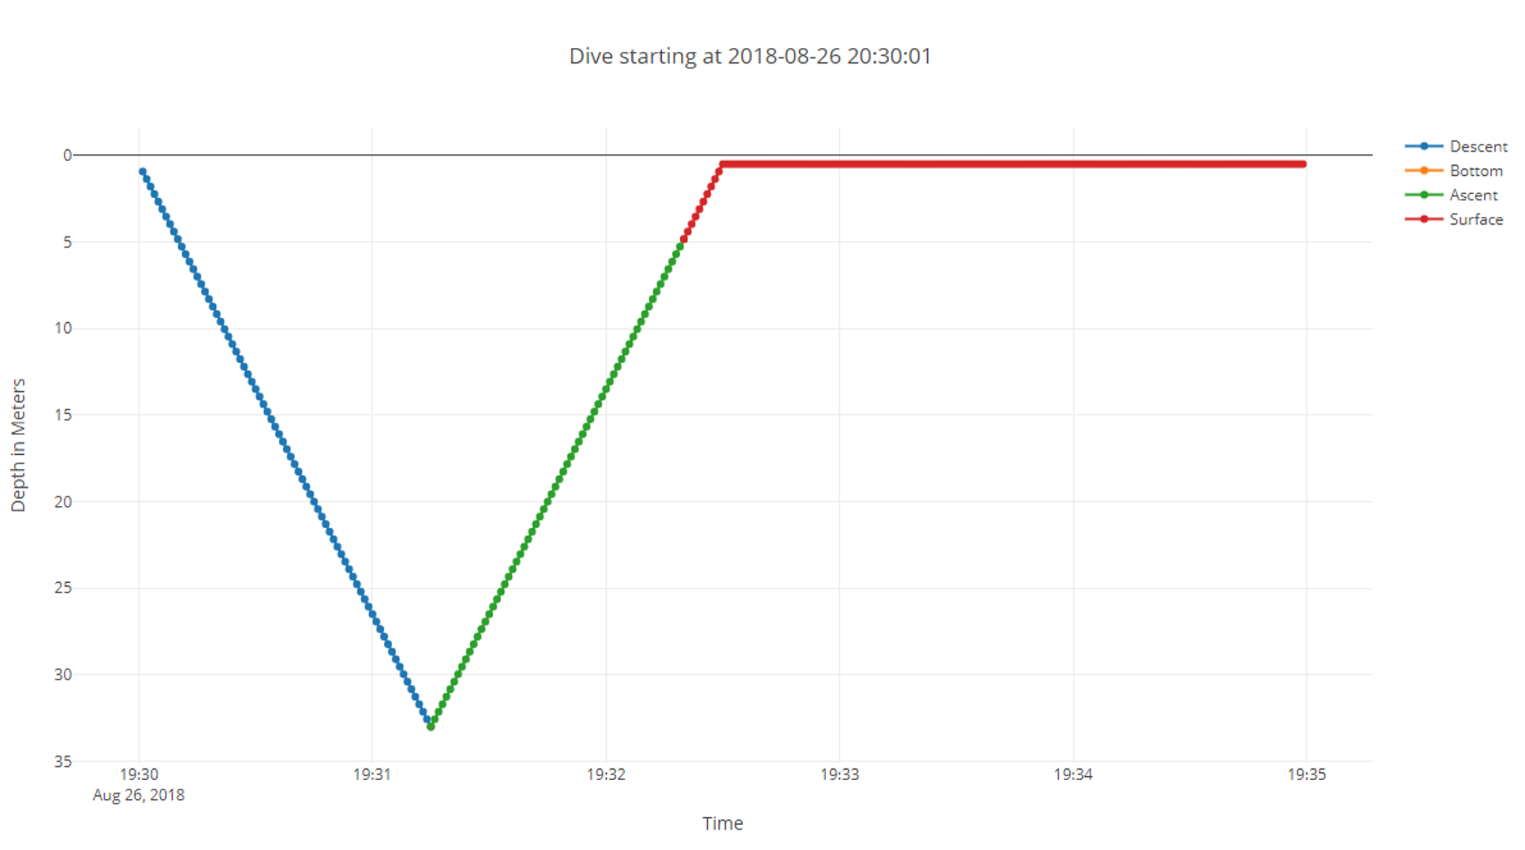 Dive starting at 2018-08-26 20:30:01
Descent
Bottom
Ascent
Surface
Depth in Meters
0
5
10
15
20
25
30
35
19:30 19:31 19:32 19:33 19:34 19:35
Aug 26, 2018
Time